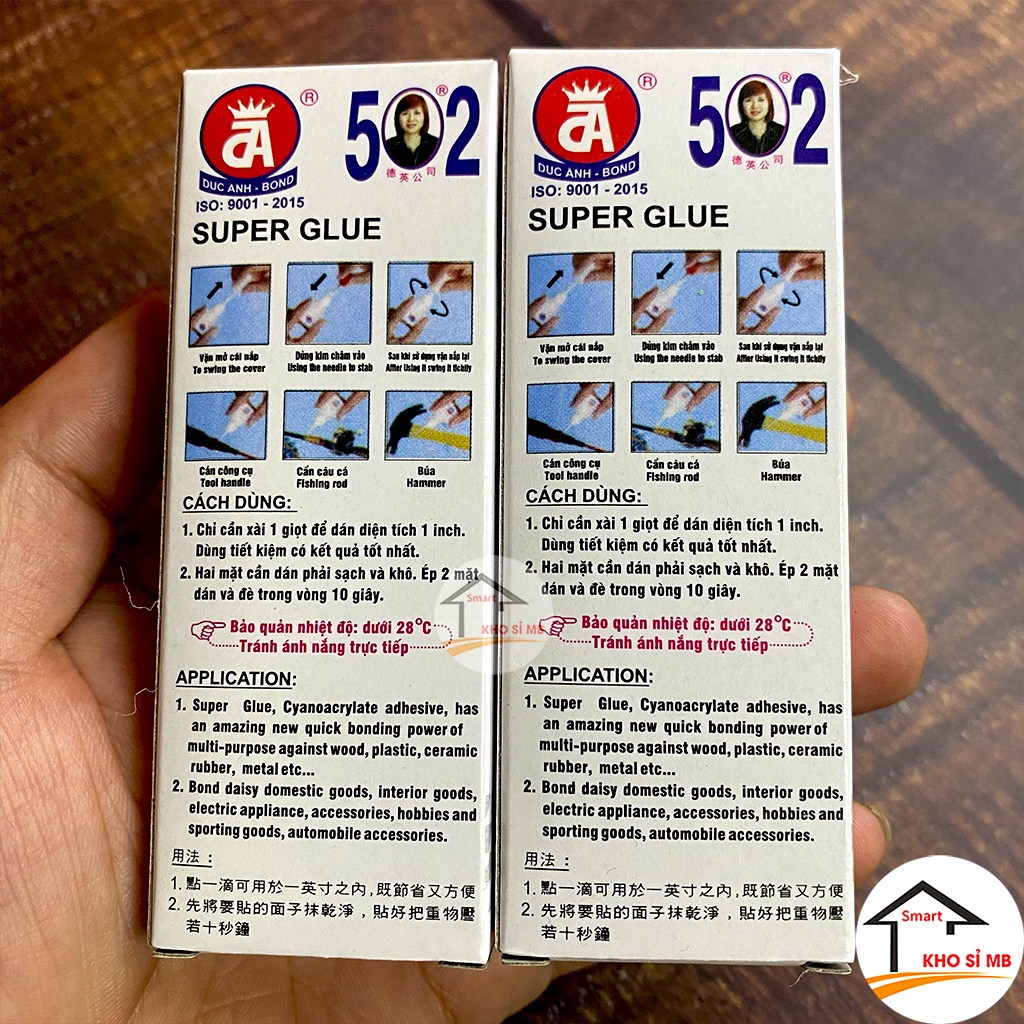 ĐA
®
DUC ANH - BOND
ISO: 9001 - 2015
502
®
德英公司
SUPER GLUE
Vặn mở cái nắp
To swing the cover
Dùng kim châm vào
Using the needle to stab
Sau khi sử dụng vặn nắp lại
Affter Using it swing it tichtly
Cán công cụ
Tool handle
Cần câu cá
Fishing rod
Búa
Hammer
CÁCH DÙNG:
1. Chỉ cần xài 1 giọt để dán diện tích 1 inch.
Dùng tiết kiệm có kết quả tốt nhất.
2. Hai mặt cần dán phải sạch và khô. Ép 2 mặt
dán và đè trong vòng 10 giây.
Bảo quản nhiệt độ: dưới 28°C
Tránh ánh nắng trực tiếp
APPLICATION:
1. Super Glue, Cyanoacrylate adhesive, has
an amazing new quick bonding power of
multi-purpose against wood, plastic, ceramic
rubber, metal etc...
2. Bond daisy domestic goods, interior goods,
electric appliance, accessories, hobbies and
sporting goods, automobile accessories.
用法：
1. 點一滴可用於一英寸之內,既節省又方便
2. 先將要貼的面子抹乾淨，貼好把重物壓
若十秒鐘
ĐA
®
DUC ANH - BOND
ISO: 9001 - 2015
502
®
德英公司
SUPER GLUE
Vặn mở cái nắp
To swing the cover
Dùng kim châm vào
Using the needle to stab
Sau khi sử dụng vặn nắp lại
Affter Using it swing it tichtly
Cán công cụ
Tool handle
Cần câu cá
Fishing rod
Búa
Hammer
CÁCH DÙNG:
1. Chỉ cần xài 1 giọt để dán diện tích 1 inch.
Dùng tiết kiệm có kết quả tốt nhất.
2. Hai mặt cần dán phải sạch và khô. Ép 2 mặt
dán và đè trong vòng 10 giây.
Bảo quản nhiệt độ: dưới 28°C
Tránh ánh nắng trực tiếp
APPLICATION:
1. Super Glue, Cyanoacrylate adhesive, has
an amazing new quick bonding power of
multi-purpose against wood, plastic, ceramic
rubber, metal etc...
2. Bond daisy domestic goods, interior goods,
electric appliance, accessories, hobbies and
sporting goods, automobile accessories.
用法：
1. 點一滴可用於一英寸之內,既節省又方便
2. 先將要貼的面子抹乾淨，貼好把重物壓
若十秒鐘
Smart
KHO SỈ MB
Smart
KHO SỈ MB